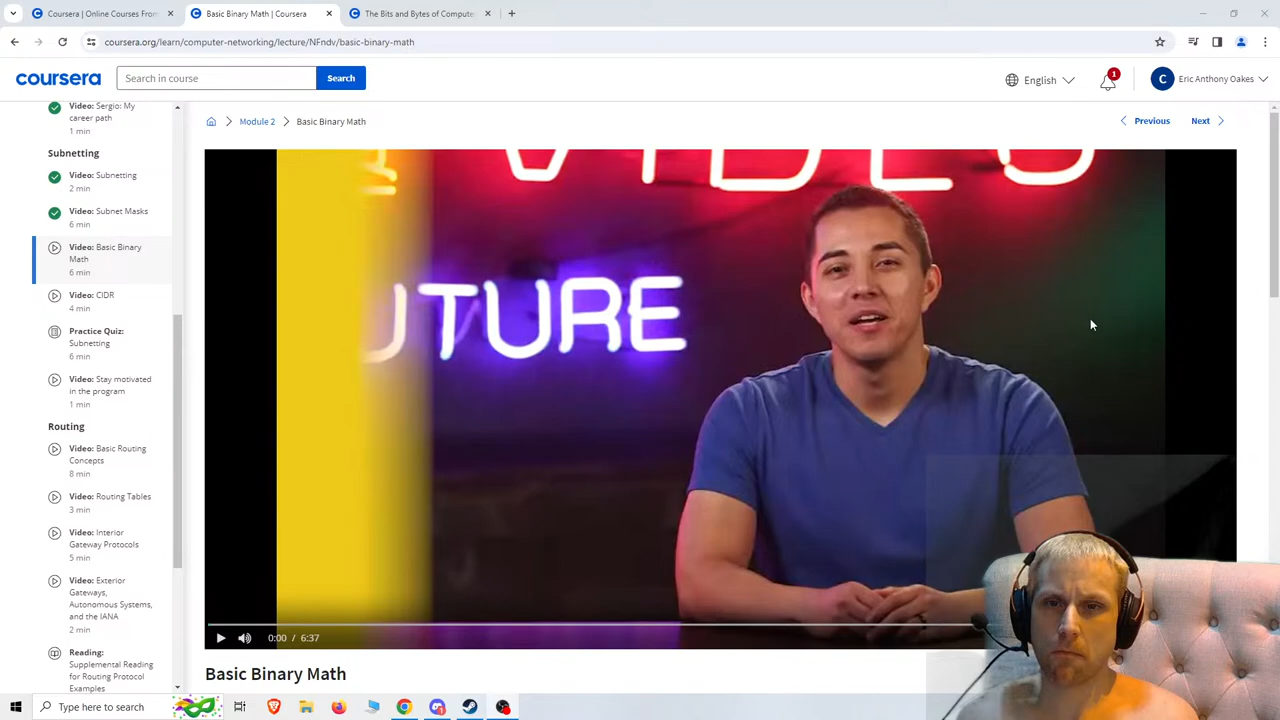 Coursera | Online Courses From
Basic Binary Math | Coursera
The Bits and Bytes of Compute
coursera.org/learn/computer-networking/lecture/NFndv/basic-binary-math
coursera
Search in course
Search
English
1
C
Eric Anthony Oakes
Video: Sergio: My
career path
1 min
Subnetting
Video: Subnetting
2 min
Video: Subnet Masks
6 min
Video: Basic Binary
Math
6 min
Video: CIDR
4 min
Practice Quiz:
Subnetting
6 min
Video: Stay motivated
in the program
1 min
Routing
Video: Basic Routing
Concepts
8 min
Video: Routing Tables
3 min
Video: Interior
Gateway Protocols
5 min
Video: Exterior
Gateways,
Autonomous Systems,
and the IANA
2 min
Reading:
Supplemental Reading
for Routing Protocol
Examples
Module 2
Basic Binary Math
Previous
Next
UTURE
0:00 / 6:37
Basic Binary Math
Type here to search